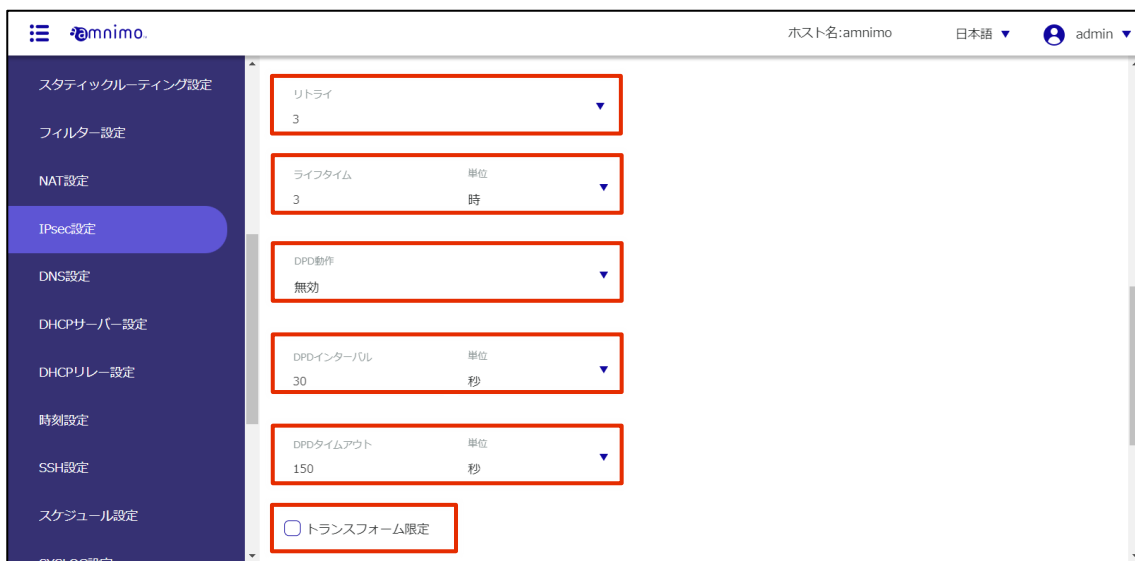 amnimo
ホスト名:amnimo
日本語
admin
スタティックルーティング設定
フィルター設定
NAT設定
IPsec設定
DNS設定
DHCPサーバー設定
DHCPリレー設定
時刻設定
SSH設定
スケジュール設定
リトライ
3
ライフタイム 単位
3 時
DPD動作
無効
DPDインターバル 単位
30 秒
DPDタイムアウト 単位
150 秒
トランスフォーム限定